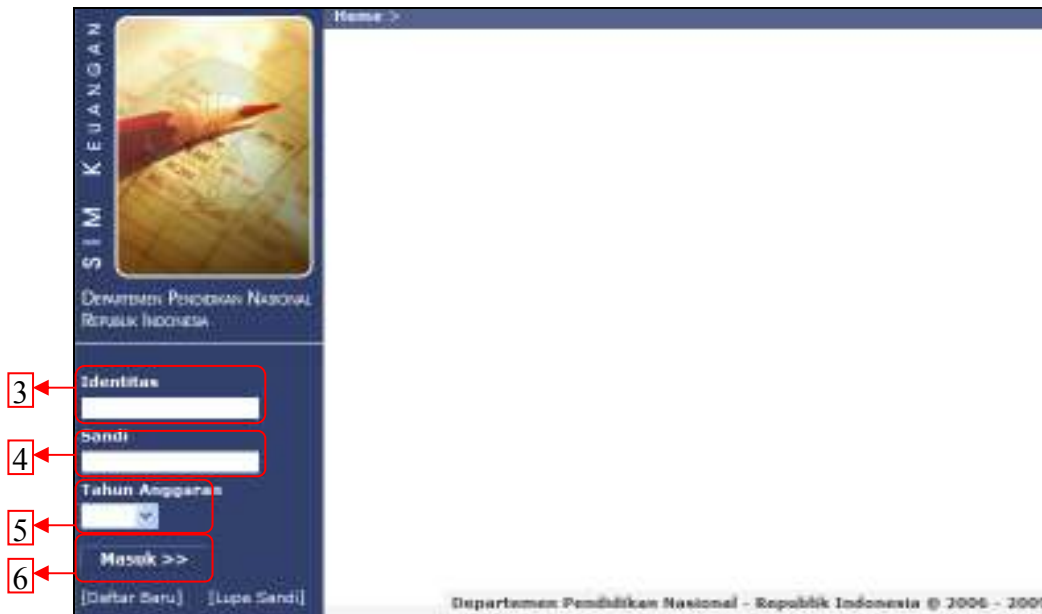 Home >
SIM KEUANGAN
DEPARTEMEN PENDIDIKAN NASIONAL
REPUBLIK INDONESIA
3
Identitas
4
Sandi
5
Tahun Anggaran
6
Masuk >>
[Daftar Baru] [Lupa Sandi]
Departemen Pendidikan Nasional - Republik Indonesia © 2006 - 2009